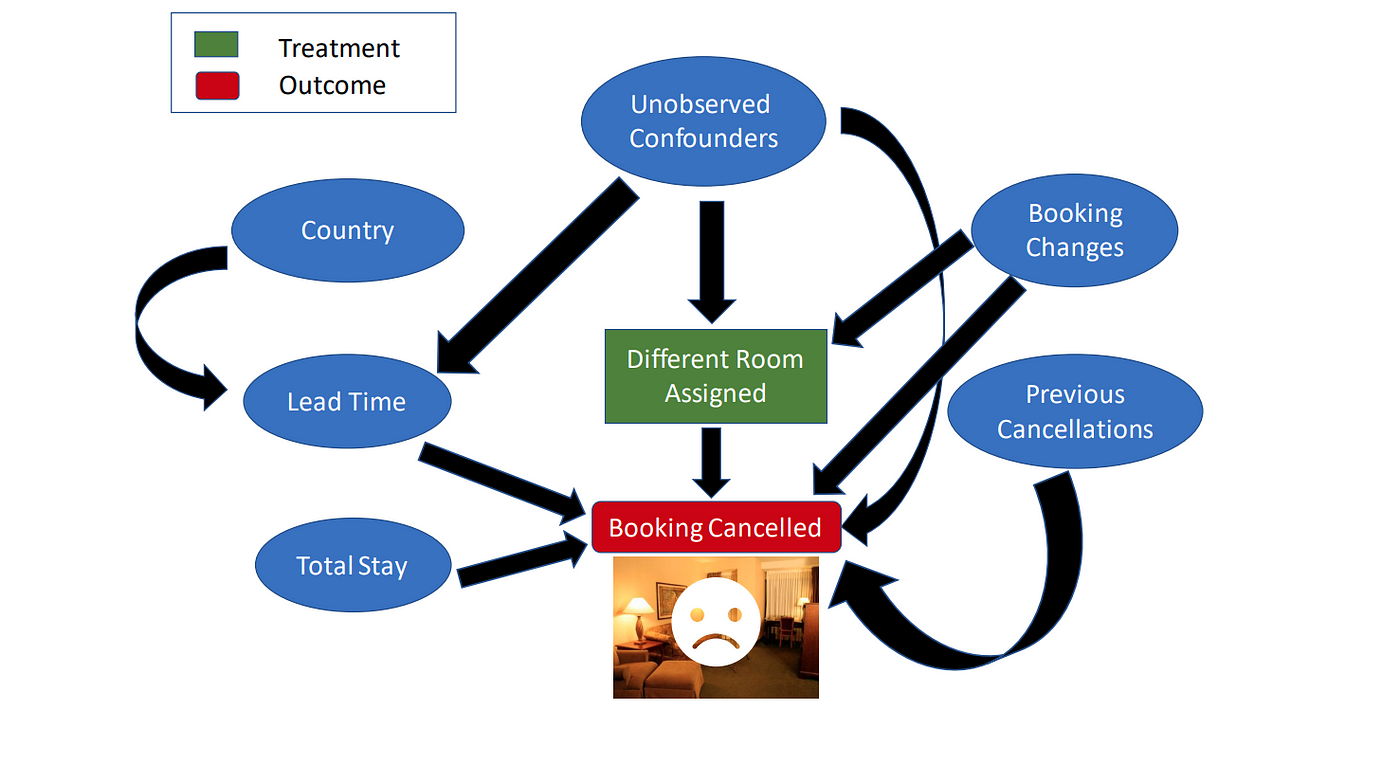 Treatment
Outcome
Unobserved
Confounders
Country
Booking
Changes
Different Room
Assigned
Lead Time
Previous
Cancellations
Booking Cancelled
Total Stay